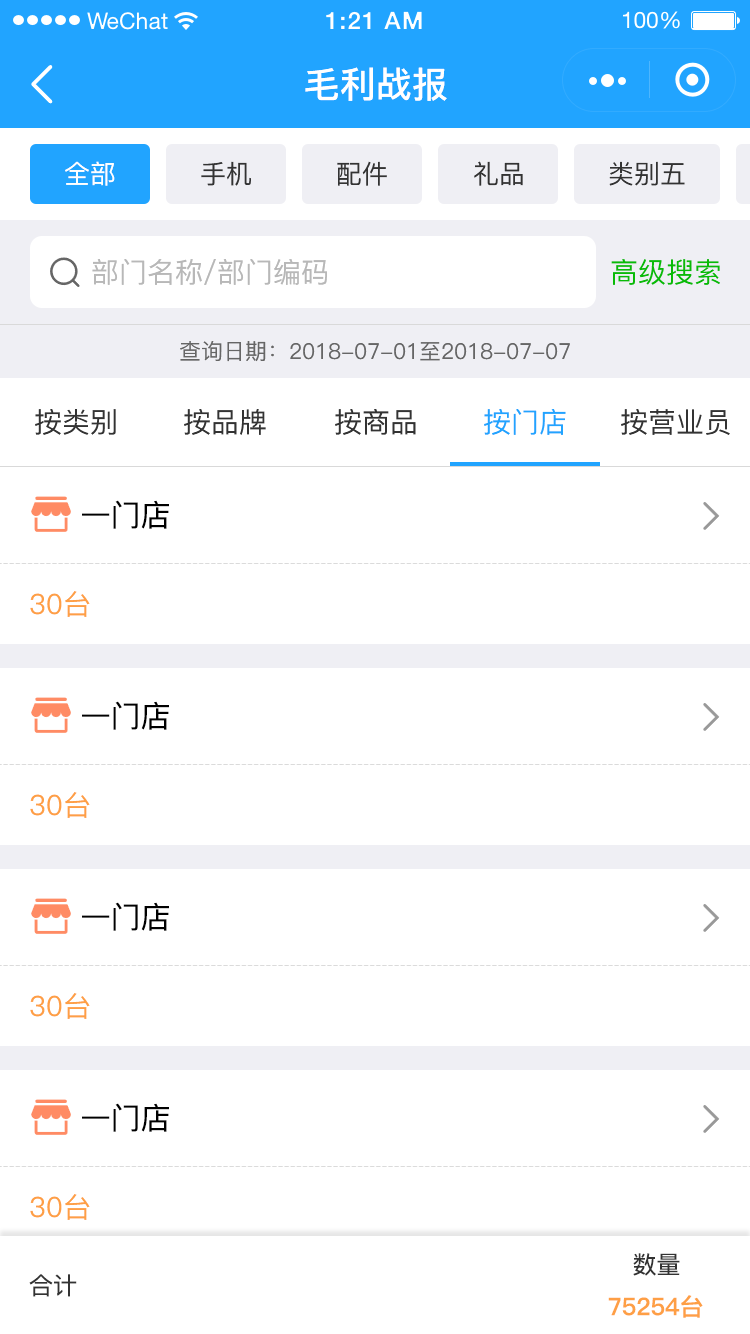 WeChat 1:21 AM 100%
毛利战报
全部 手机 配件 礼品 类别五
部门名称/部门编码 高级搜索
查询日期：2018-07-01至2018-07-07
按类别 按品牌 按商品 按门店 按营业员
一门店
30台
一门店
30台
一门店
30台
一门店
30台
数量
合计
75254台